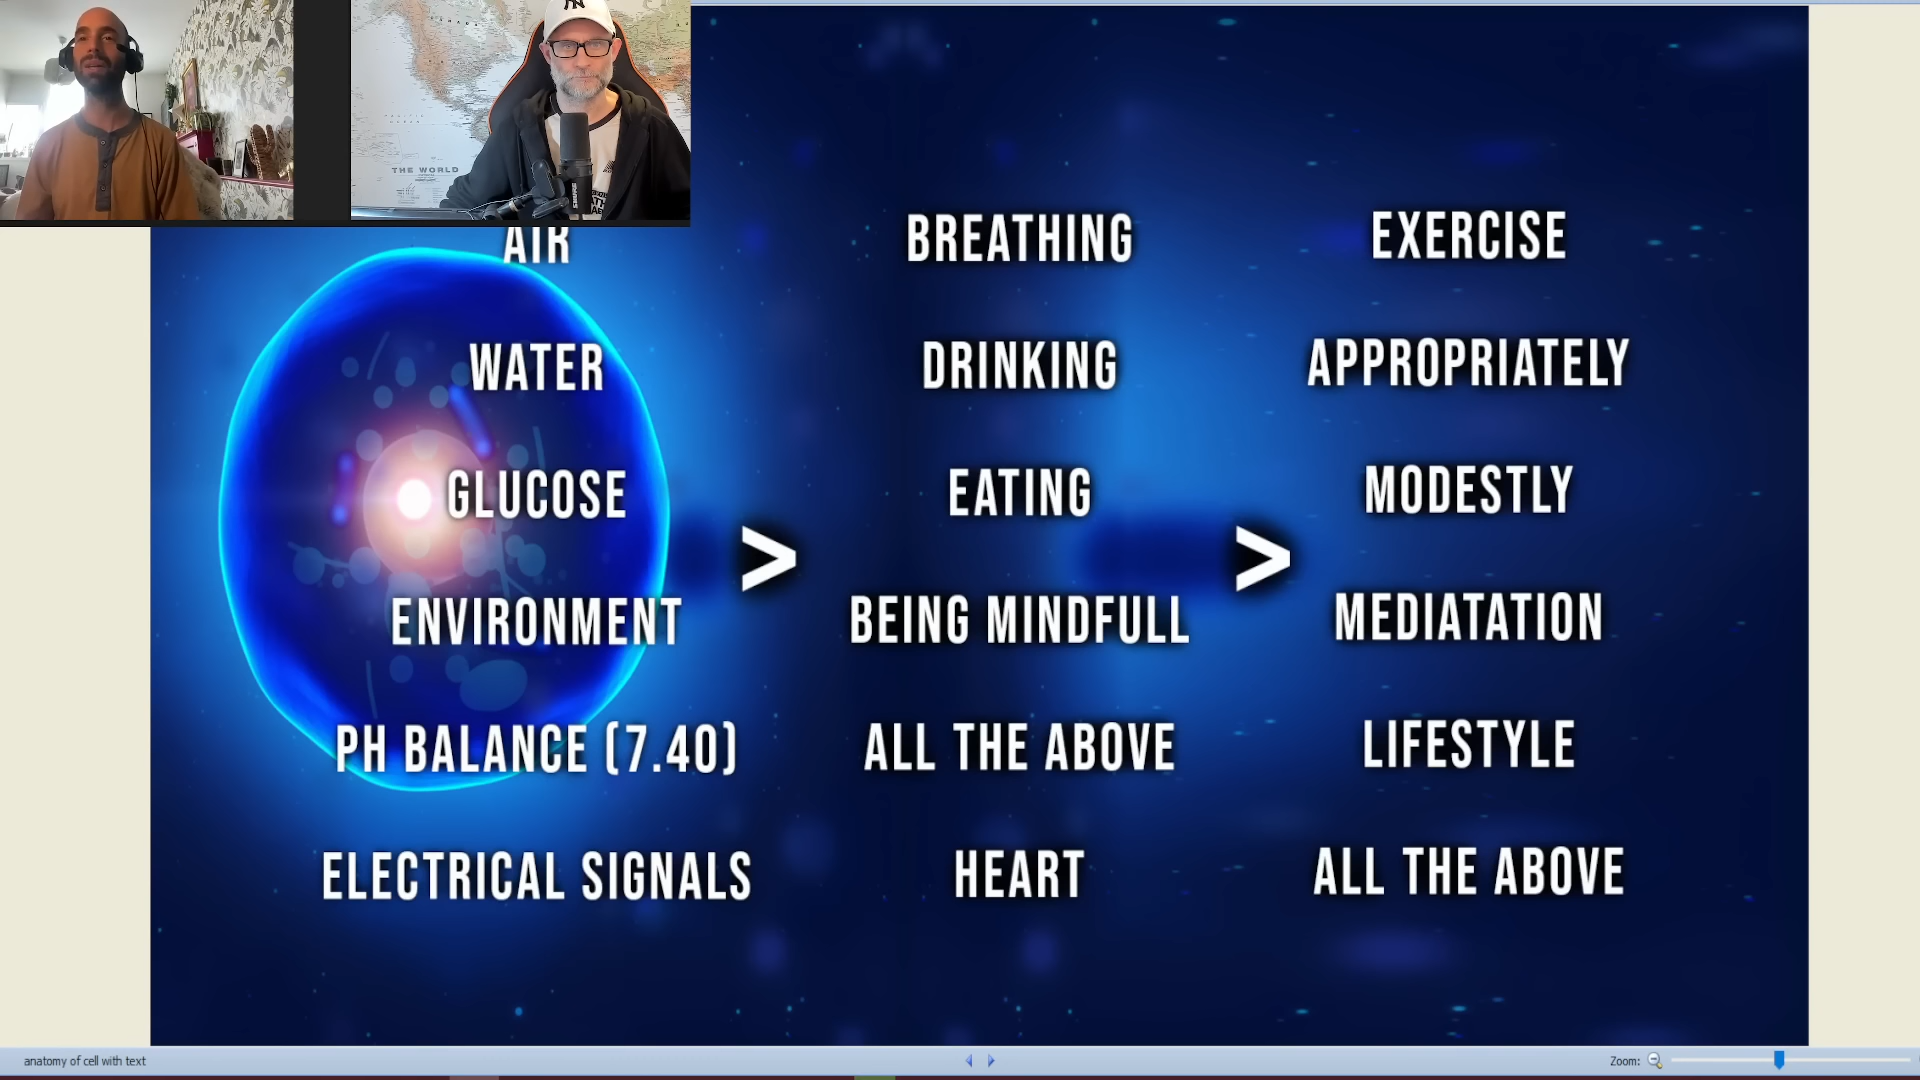 THE WORLD
AIR
BREATHING
EXERCISE
WATER
DRINKING
APPROPRIATELY
GLUCOSE
EATING
MODESTLY
>
>
ENVIRONMENT
BEING MINDFULL
MEDIATATION
PH BALANCE (7.40)
ALL THE ABOVE
LIFESTYLE
ELECTRICAL SIGNALS
HEART
ALL THE ABOVE
anatomy of cell with text
Zoom: